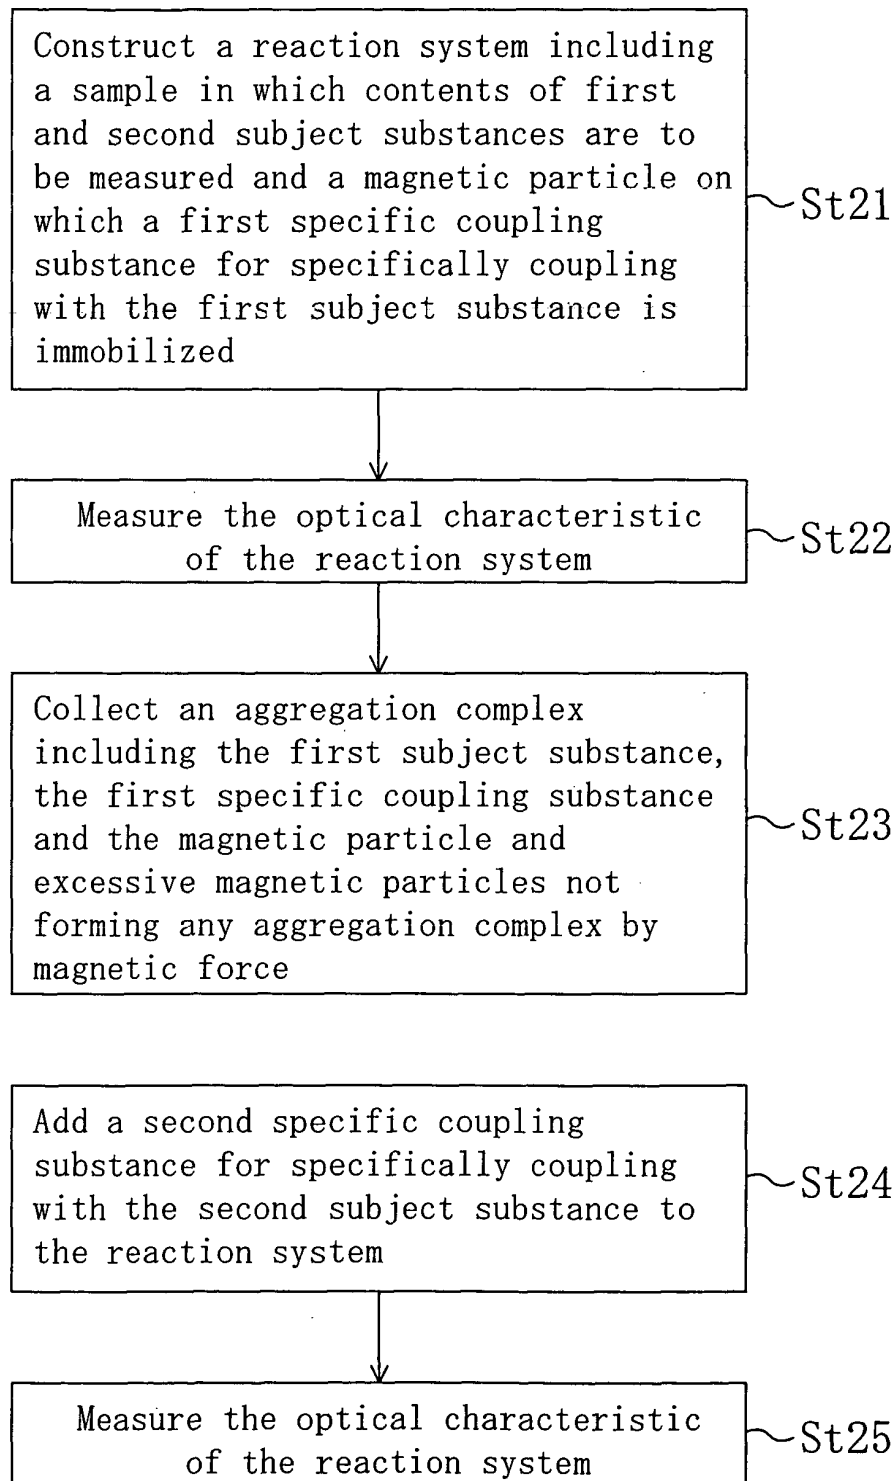 Construct a reaction system including
a sample in which contents of first
and second subject substances are to
be measured and a magnetic particle on
which a first specific coupling
substance for specifically coupling
with the first subject substance is
immobilized
St21
Measure the optical characteristic
of the reaction system
St22
Collect an aggregation complex
including the first subject substance,
the first specific coupling substance
and the magnetic particle and
excessive magnetic particles not
forming any aggregation complex by
magnetic force
St23
Add a second specific coupling
substance for specifically coupling
with the second subject substance to
the reaction system
St24
Measure the optical characteristic
of the reaction system
St25